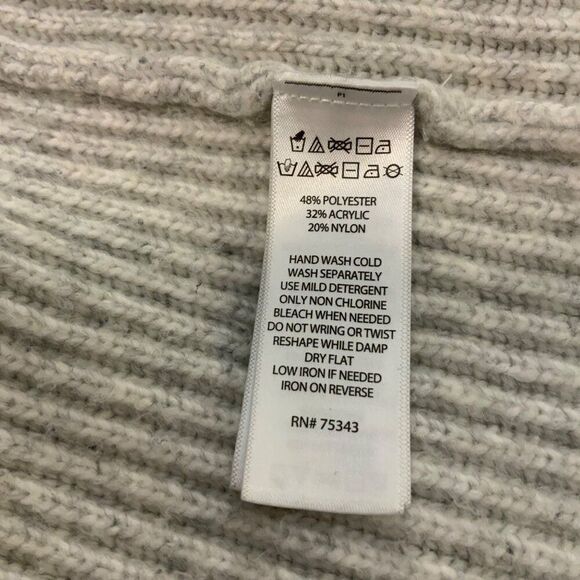 P1
48% POLYESTER
32% ACRYLIC
20% NYLON
HAND WASH COLD
WASH SEPARATELY
USE MILD DETERGENT
ONLY NON CHLORINE
BLEACH WHEN NEEDED
DO NOT WRING OR TWIST
RESHAPE WHILE DAMP
DRY FLAT
LOW IRON IF NEEDED
IRON ON REVERSE
RN# 75343